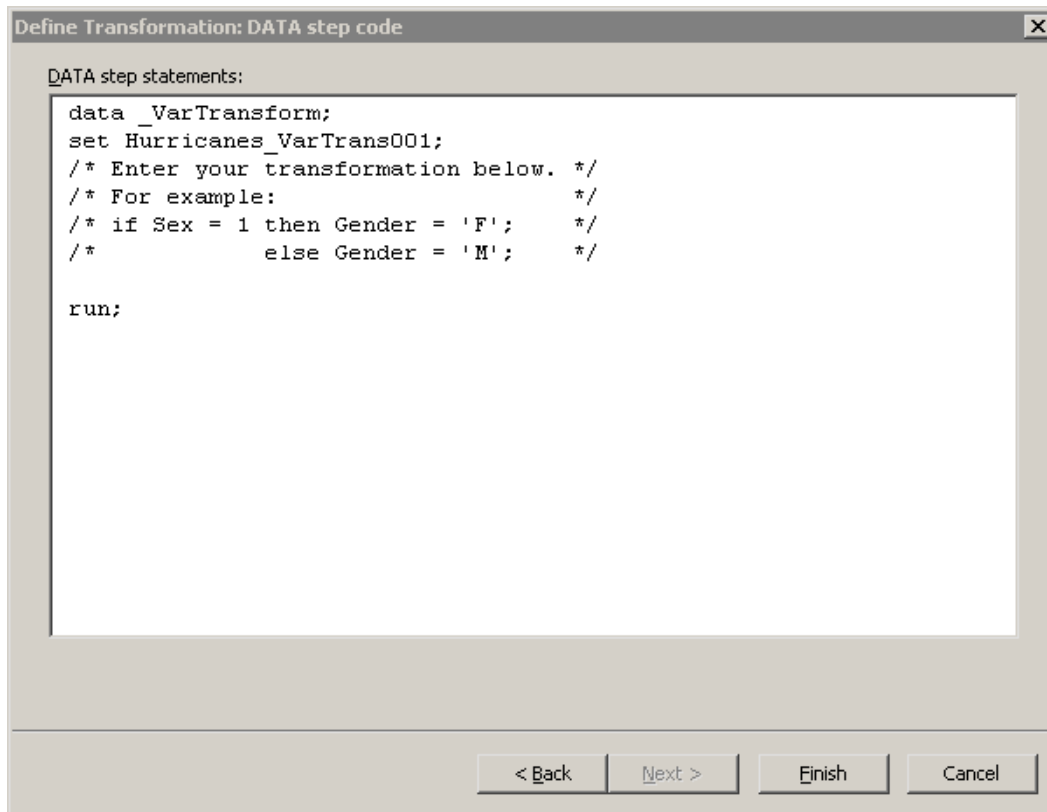 Define Transformation: DATA step code
DATA step statements:
data _VarTransform;
set Hurricanes_VarTrans001;
/* Enter your transformation below. */
/* For example:                     */
/* if Sex = 1 then Gender = 'F';    */
/*            else Gender = 'M';    */
run;
< Back
Next >
Finish
Cancel